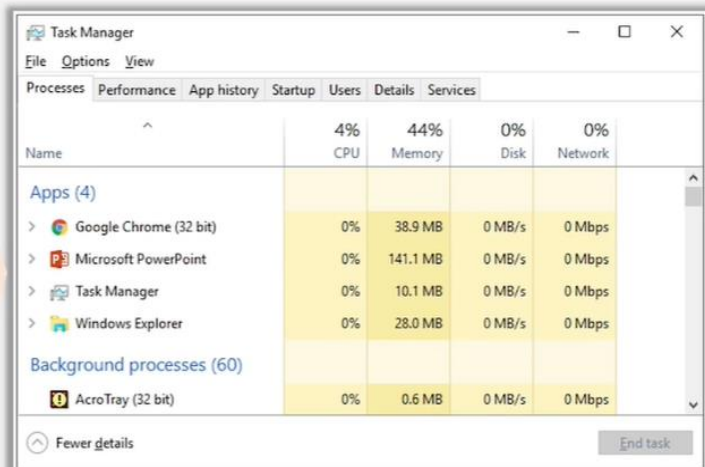 Task Manager
File Options View
Processes Performance App history Startup Users Details Services
4% 44% 0% 0%
Name CPU Memory Disk Network
Apps (4)
Google Chrome (32 bit) 0% 38.9 MB 0 MB/s 0 Mbps
Microsoft PowerPoint 0% 141.1 MB 0 MB/s 0 Mbps
Task Manager 0% 10.1 MB 0 MB/s 0 Mbps
Windows Explorer 0% 28.0 MB 0 MB/s 0 Mbps
Background processes (60)
AcroTray (32 bit) 0% 0.6 MB 0 MB/s 0 Mbps
Fewer details End task